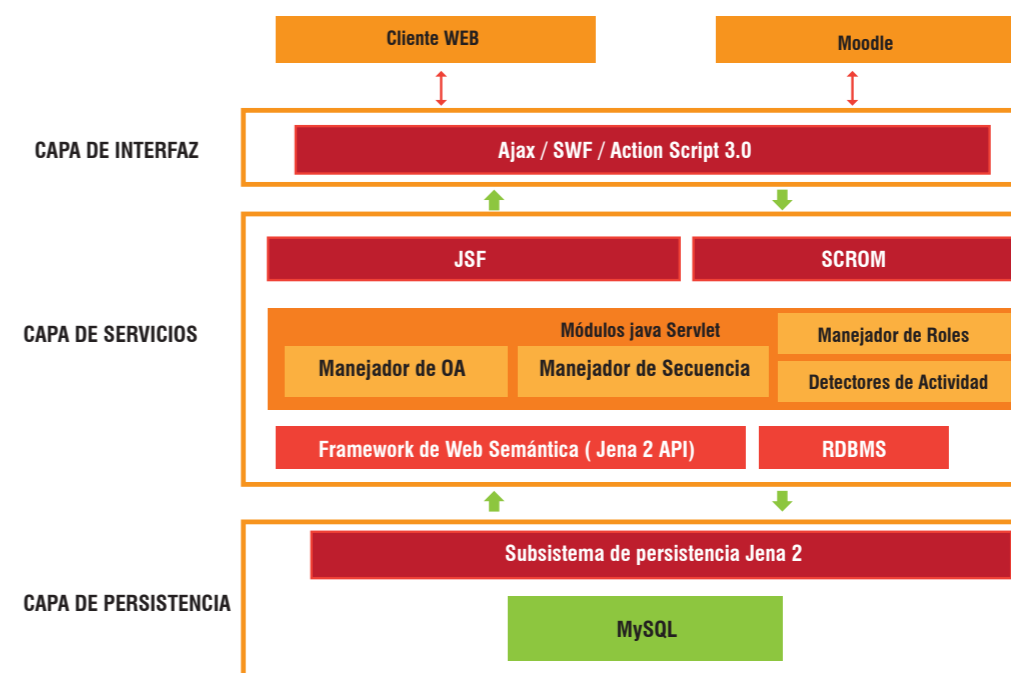 Cliente WEB
Moodle
CAPA DE INTERFAZ
Ajax / SWF / Action Script 3.0
JSF
SCROM
CAPA DE SERVICIOS
Módulos java Servlet
Manejador de OA
Manejador de Secuencia
Manejador de Roles
Detectores de Actividad
Framework de Web Semántica ( Jena 2 API)
RDBMS
Subsistema de persistencia Jena 2
CAPA DE PERSISTENCIA
MySQL